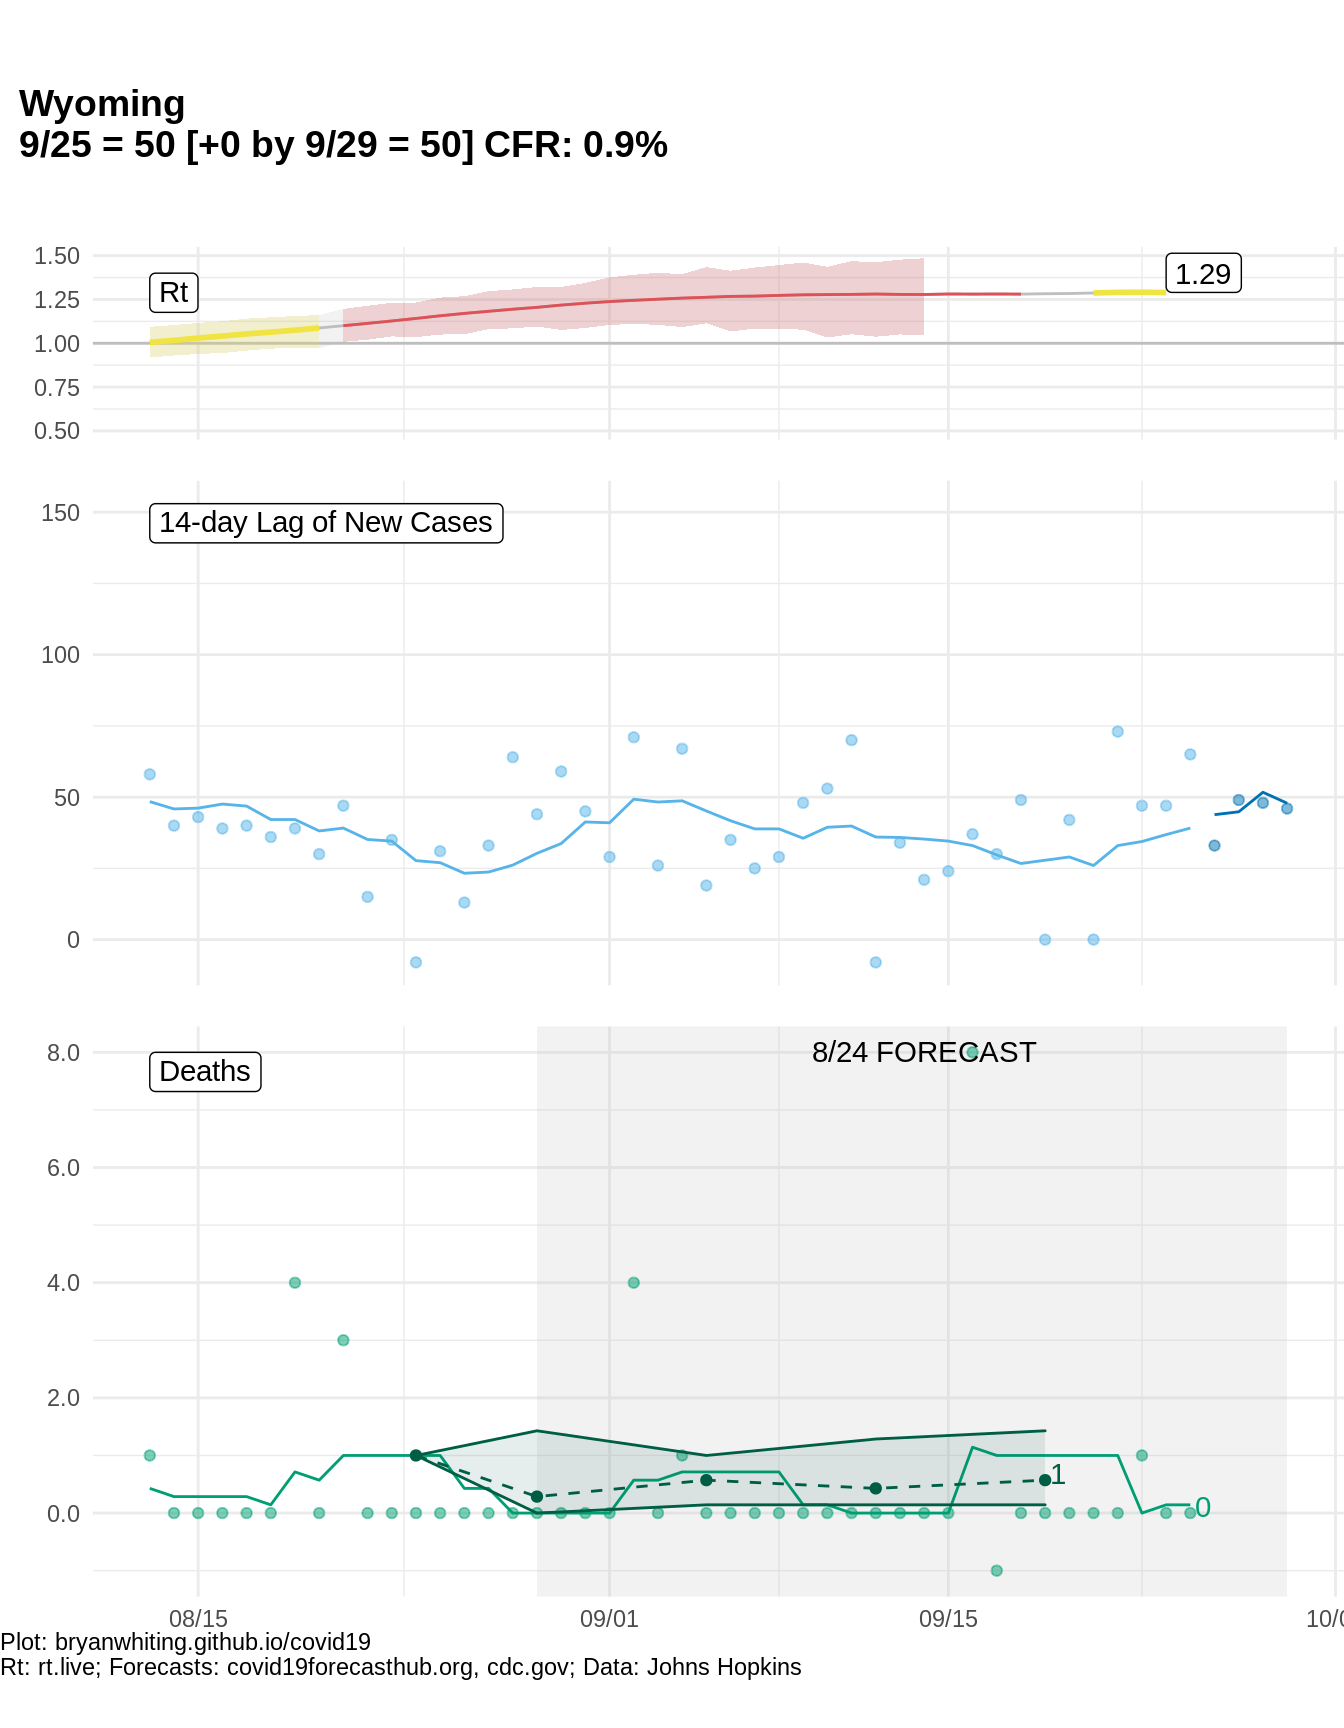 Wyoming
9/25 = 50 [+0 by 9/29 = 50] CFR: 0.9%
1.50
1.25
1.00
0.75
0.50
Rt
1.29
150
100
50
0
14-day Lag of New Cases
8.0
6.0
4.0
2.0
0.0
Deaths
8/24 FORECAST
1
0
08/15
09/01
09/15
10/0
Plot: bryanwhiting.github.io/covid19
Rt: rt.live; Forecasts: covid19forecasthub.org, cdc.gov; Data: Johns Hopkins